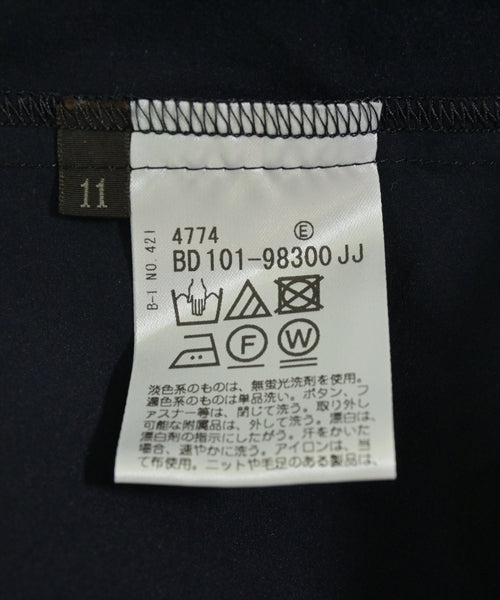 11
B-1 NO. 421
4774 Ⓔ
BD101-98300JJ
F W
淡色系のものは、無蛍光洗剤を使用。
濃色系のものは単品洗い。ボタン、フ
ァスナー等は、閉じて洗う。取り外し
可能な附属品は、外して洗う。漂白は、
漂白剤の指示にしたがう。汗をかいた
場合、速やかに洗う。アイロンは、当
て布使用。ニットや毛足のある製品は、